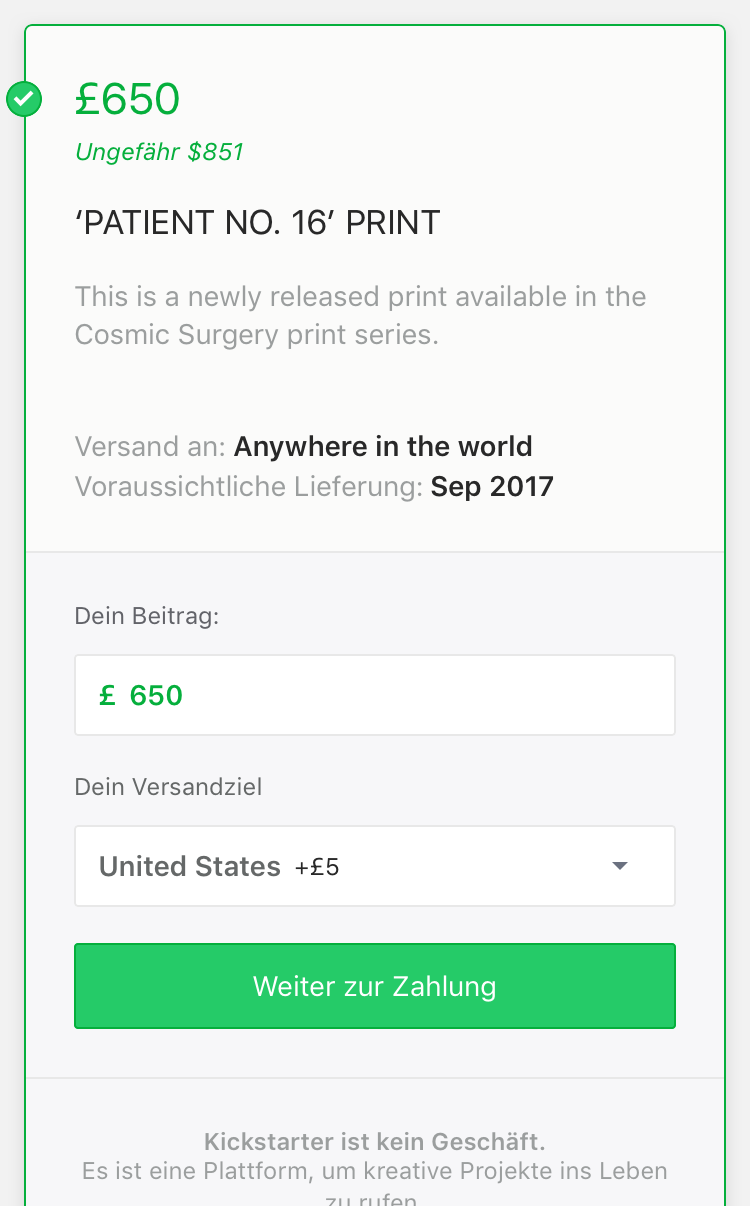 £650
Ungefähr $851
‘PATIENT NO. 16’ PRINT
This is a newly released print available in the
Cosmic Surgery print series.
Versand an: Anywhere in the world
Voraussichtliche Lieferung: Sep 2017
Dein Beitrag:
£ 650
Dein Versandziel
United States +£5
Weiter zur Zahlung
Kickstarter ist kein Geschäft.
Es ist eine Plattform, um kreative Projekte ins Leben
zu rufen